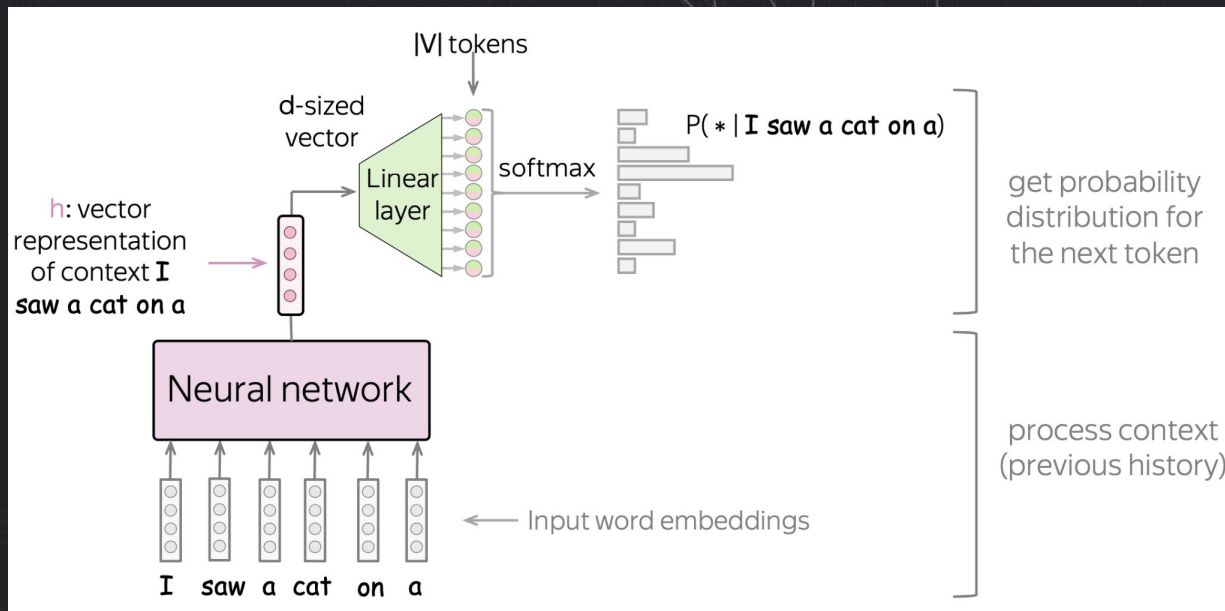 |V| tokens
d-sized
vector
Linear
layer
softmax
P( * | I saw a cat on a)
get probability
distribution for
the next token
h: vector
representation
of context I
saw a cat on a
Neural network
process context
(previous history)
Input word embeddings
I saw a cat on a